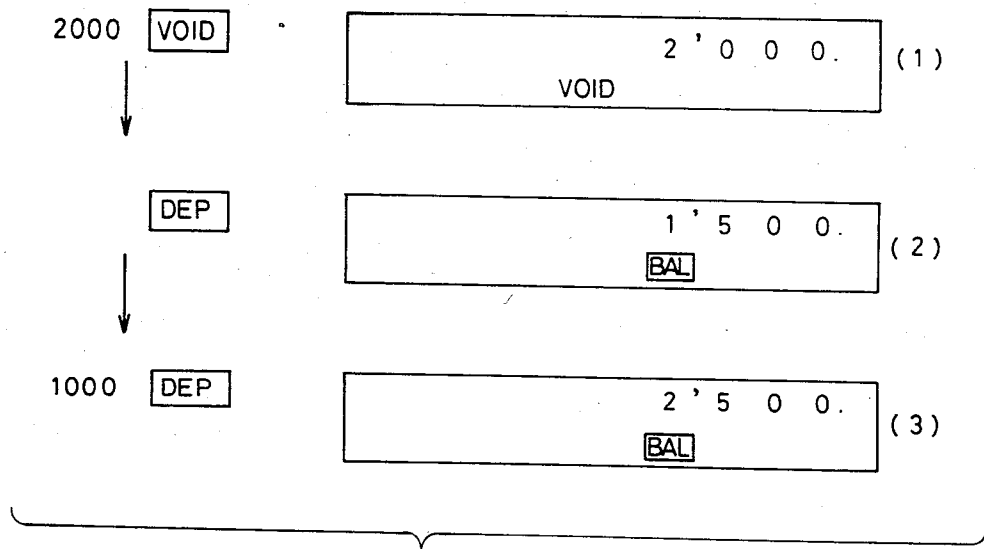 2000 VOID 2'000. (1)
VOID
DEP 1'500. (2)
BAL
1000 DEP 2'500. (3)
BAL